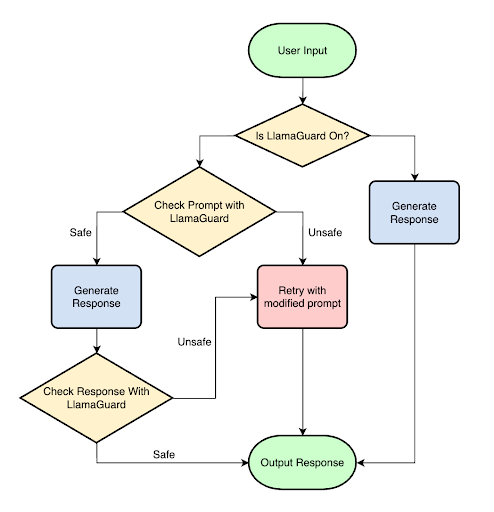 User Input
Is LlamaGuard On?
Check Prompt with
LlamaGuard
Generate
Response
Safe
Unsafe
Generate
Response
Retry with
modified prompt
Unsafe
Check Response With
LlamaGuard
Safe
Output Response